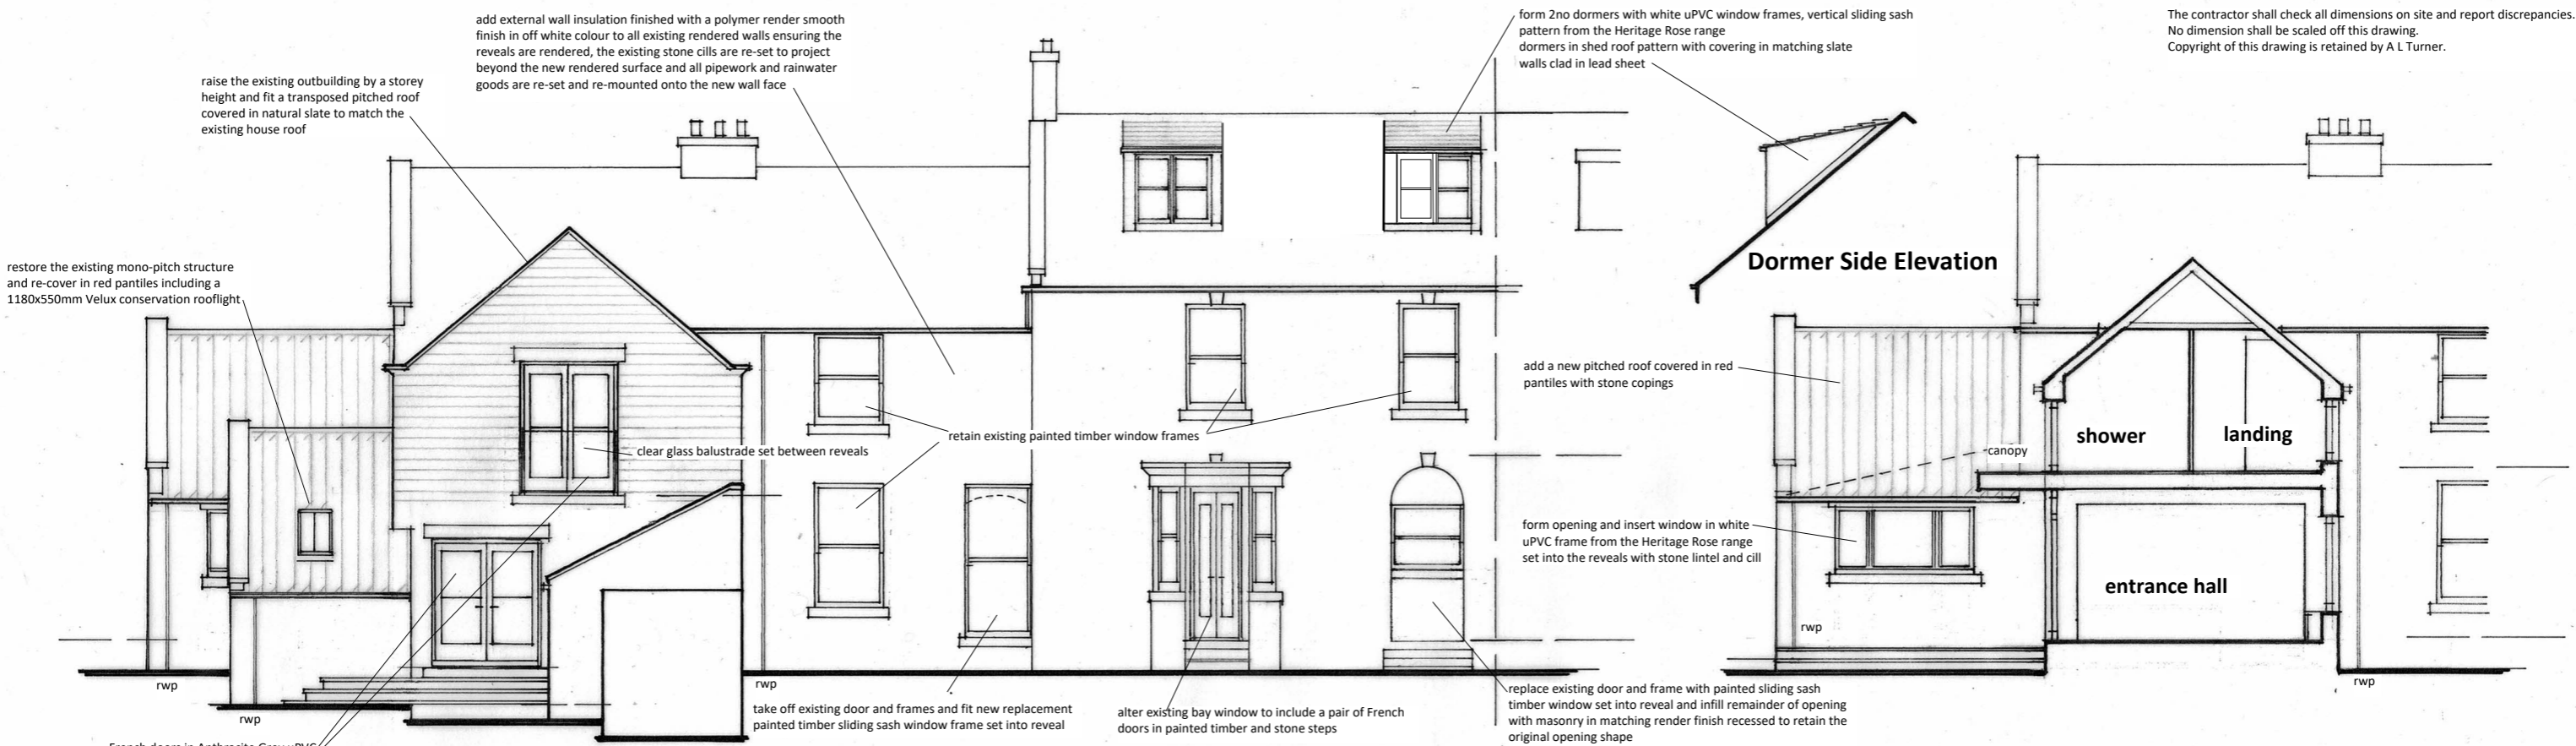 add external wall insulation finished with a polymer render smooth
finish in off white colour to all existing rendered walls ensuring the
reveals are rendered, the existing stone cills are re-set to project
beyond the new rendered surface and all pipework and rainwater
goods are re-set and re-mounted onto the new wall face
form 2no dormers with white uPVC window frames, vertical sliding sash
pattern from the Heritage Rose range
dormers in shed roof pattern with covering in matching slate
walls clad in lead sheet
The contractor shall check all dimensions on site and report discrepancies.
No dimension shall be scaled off this drawing.
Copyright of this drawing is retained by A L Turner.
raise the existing outbuilding by a storey
height and fit a transposed pitched roof
covered in natural slate to match the
existing house roof
restore the existing mono-pitch structure
and re-cover in red pantiles including a
1180x550mm Velux conservation rooflight
Dormer Side Elevation
add a new pitched roof covered in red
pantiles with stone copings
retain existing painted timber window frames
clear glass balustrade set between reveals
shower
landing
canopy
form opening and insert window in white
uPVC frame from the Heritage Rose range
set into the reveals with stone lintel and cill
entrance hall
rwp
rwp
rwp
rwp
rwp
take off existing door and frames and fit new replacement
painted timber sliding sash window frame set into reveal
alter existing bay window to include a pair of French
doors in painted timber and stone steps
replace existing door and frame with painted sliding sash
timber window set into reveal and infill remainder of opening
with masonry in matching render finish recessed to retain the
original opening shape
French doors in Anthracite Grey uPVC